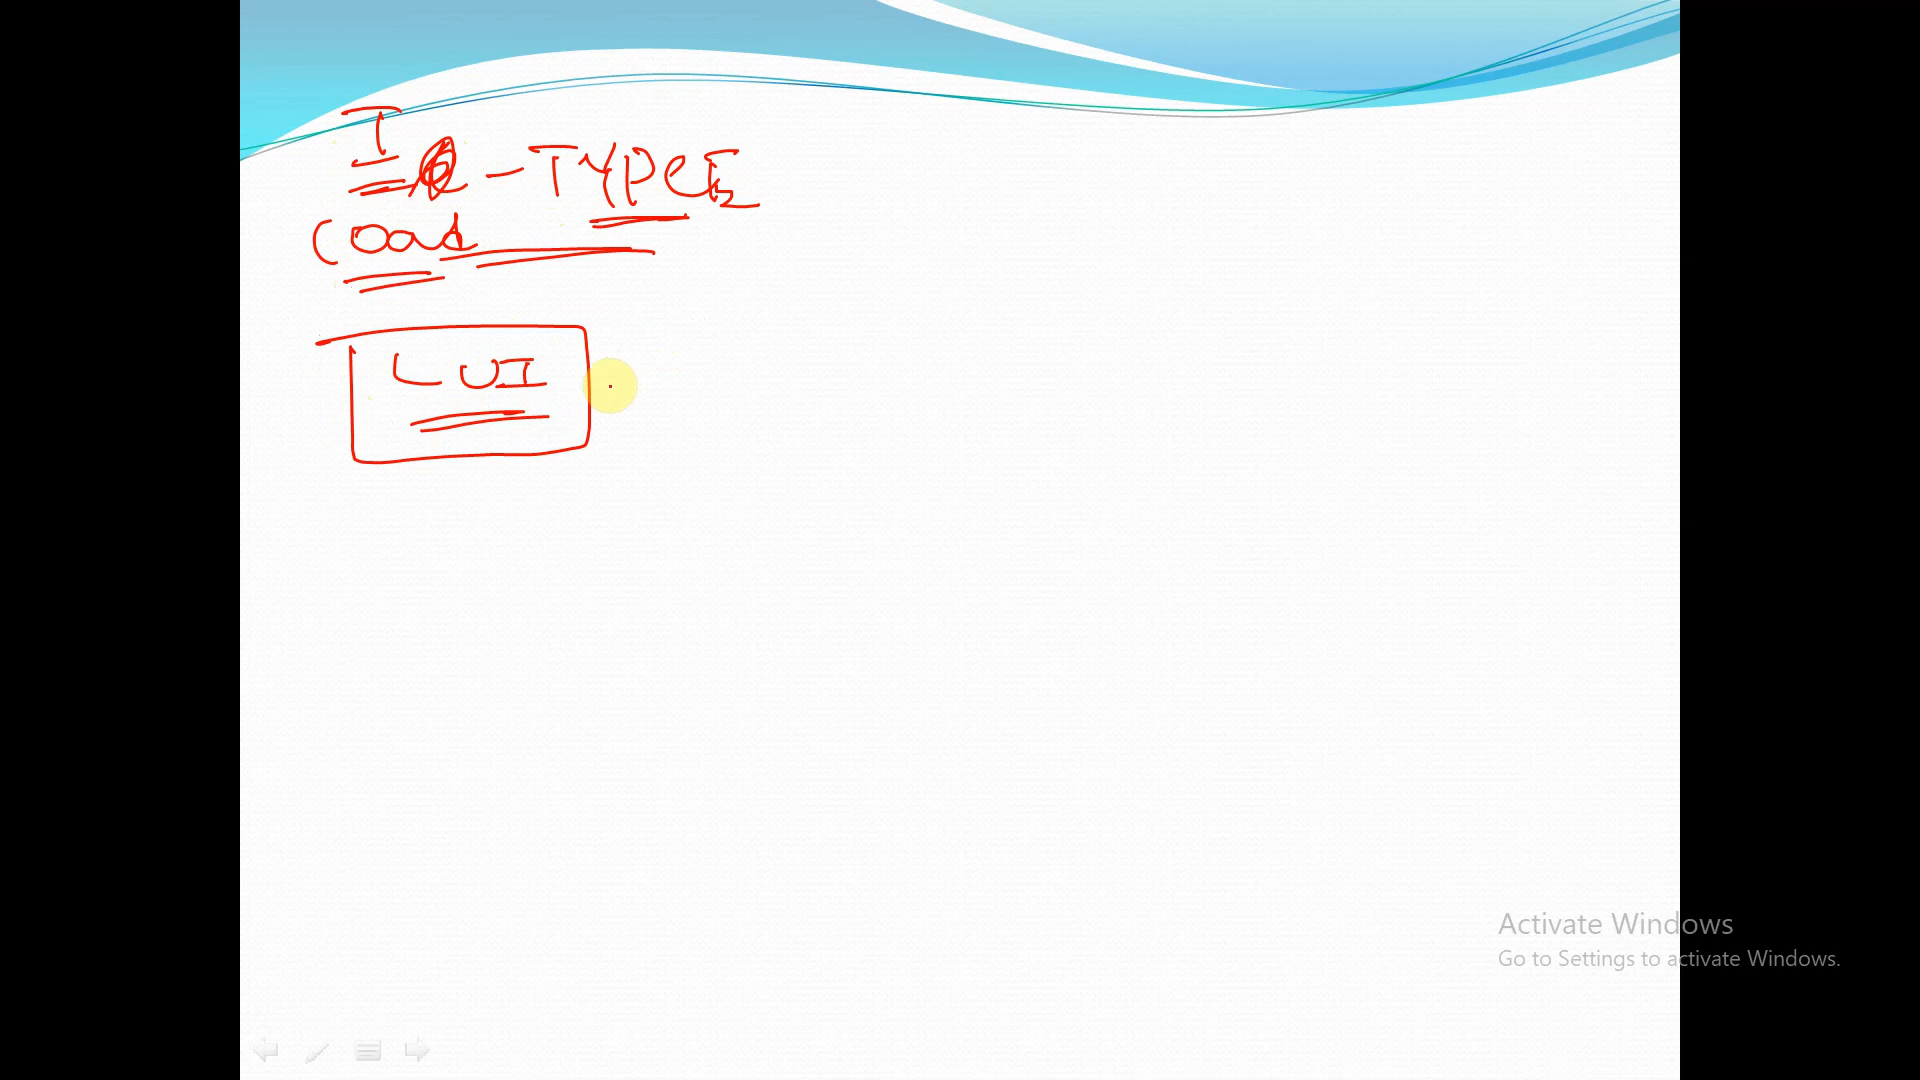 I - TYPE
Load
LUI
Activate Windows
Go to Settings to activate Windows.